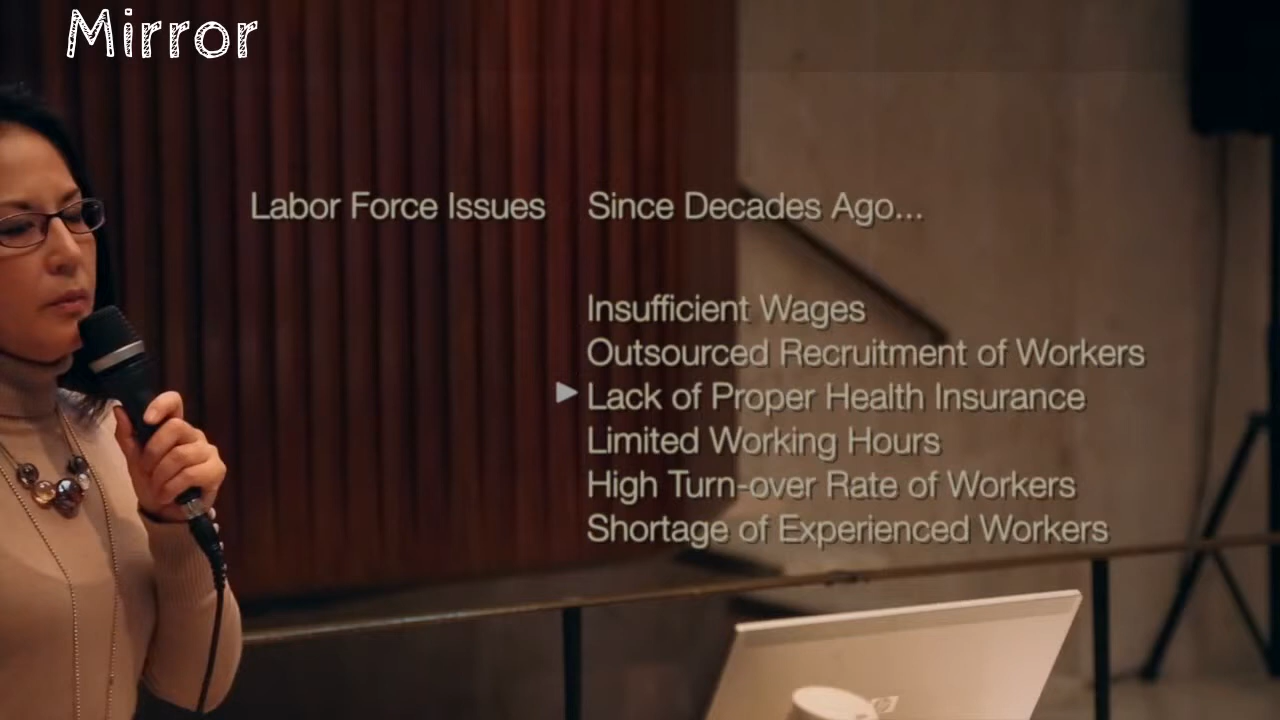 Mirror
Labor Force Issues Since Decades Ago...
Insufficient Wages
Outsourced Recruitment of Workers
Lack of Proper Health Insurance
Limited Working Hours
High Turn-over Rate of Workers
Shortage of Experienced Workers
hp